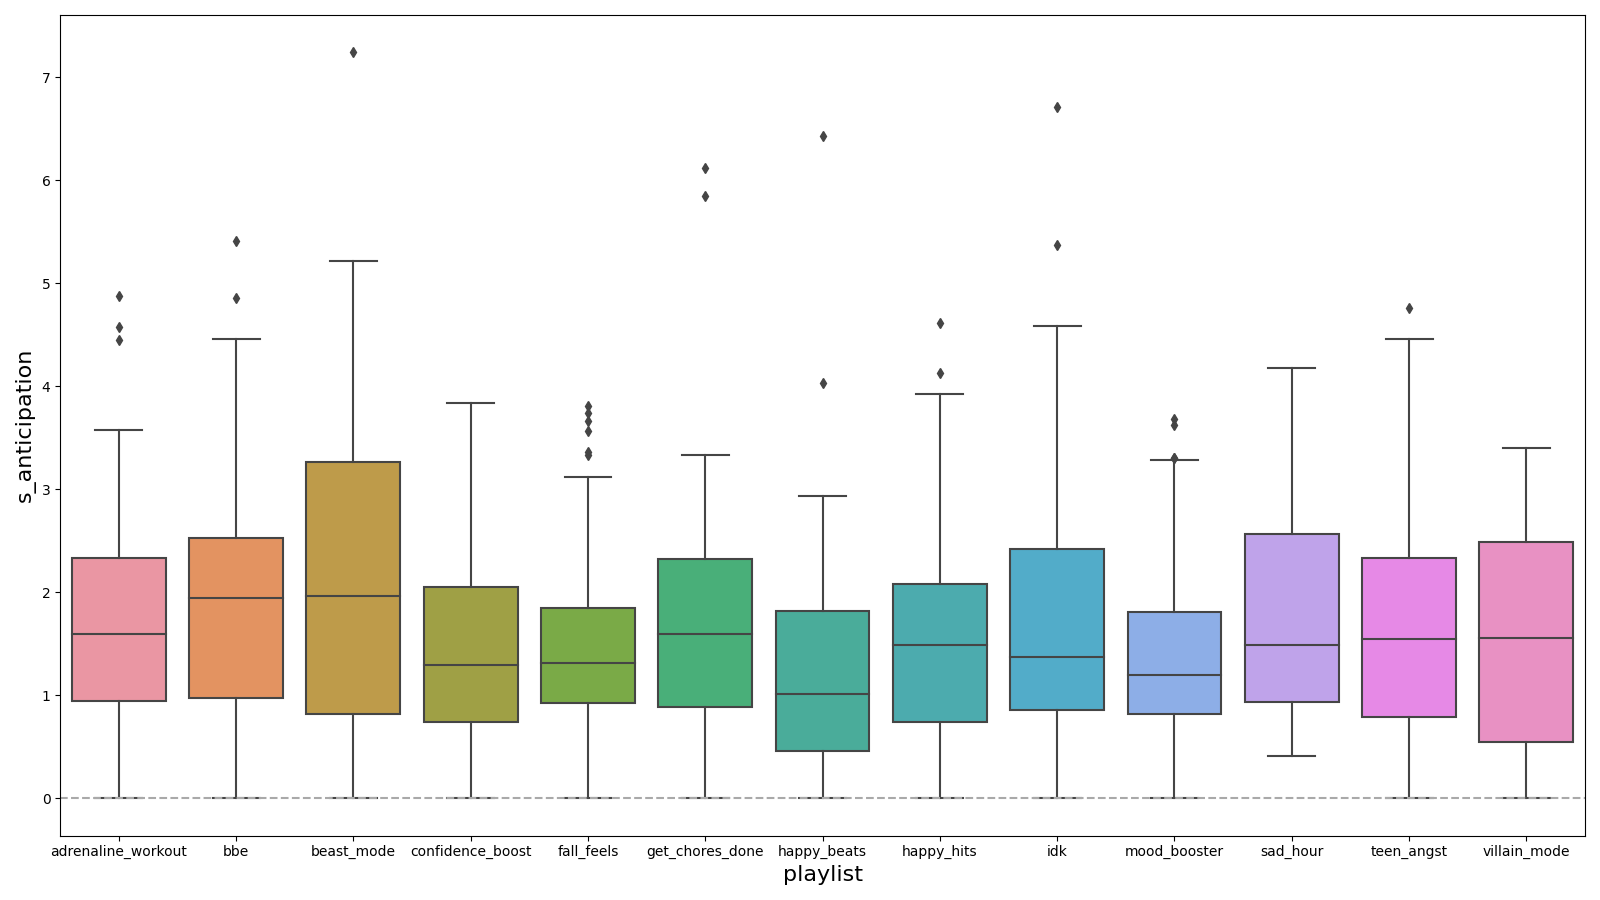 s_anticipation
7
6
5
4
3
2
1
0
adrenaline_workout bbe beast_mode confidence_boost fall_feels get_chores_done happy_beats happy_hits idk mood_booster sad_hour teen_angst villain_mode
playlist